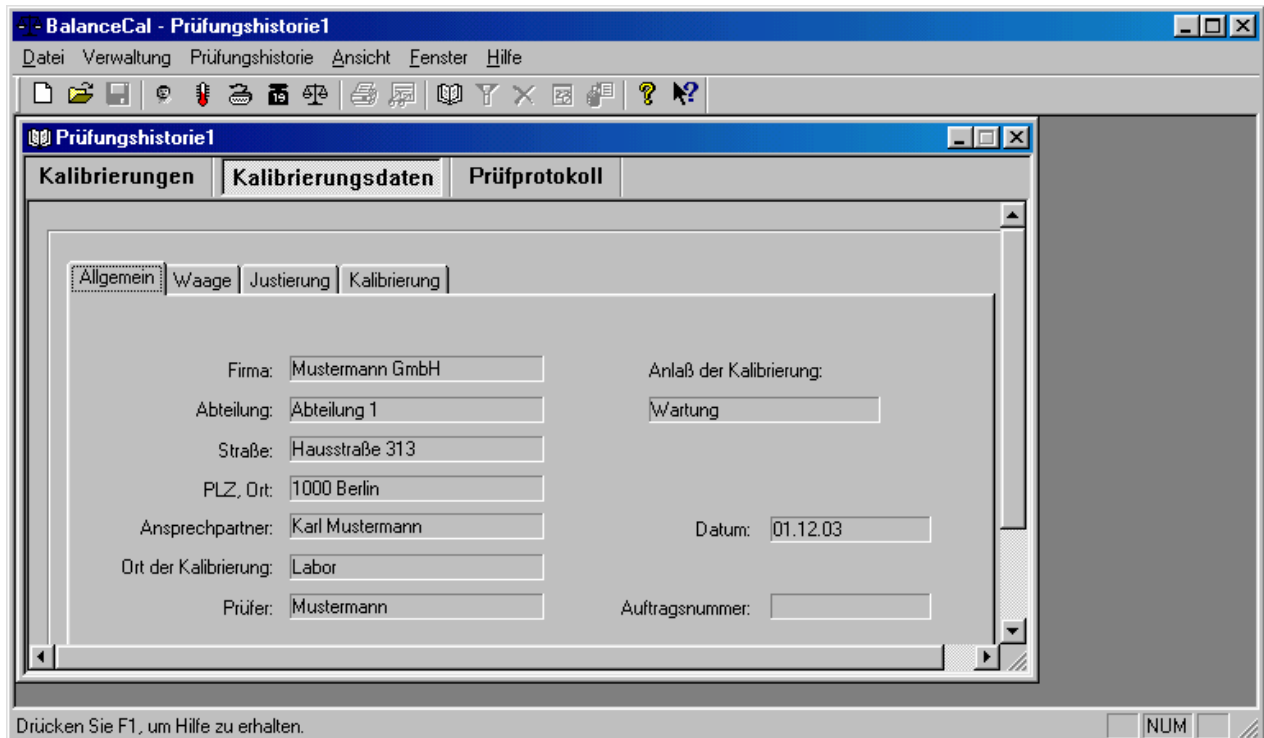 BalanceCal - Prüfungshistorie1
Datei Verwaltung Prüfungshistorie Ansicht Fenster Hilfe
Prüfungshistorie1
Kalibrierungen Kalibrierungsdaten Prüfprotokoll
Allgemein Waage Justierung Kalibrierung
Firma: Mustermann GmbH Anlaß der Kalibrierung:
Abteilung: Abteilung 1 Wartung
Straße: Hausstraße 313
PLZ, Ort: 1000 Berlin
Ansprechpartner: Karl Mustermann Datum: 01.12.03
Ort der Kalibrierung: Labor
Prüfer: Mustermann Auftragsnummer:
Drücken Sie F1, um Hilfe zu erhalten. NUM